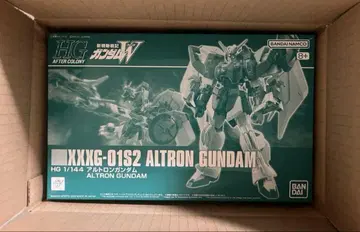 HG
AFTER COLONY
新機動戦記
ガンダムW
BANDAI NAMCO
8+
XXXG-01S2 ALTRON GUNDAM
HG 1/144 アルトロンガンダム
ALTRON GUNDAM
BANDAI